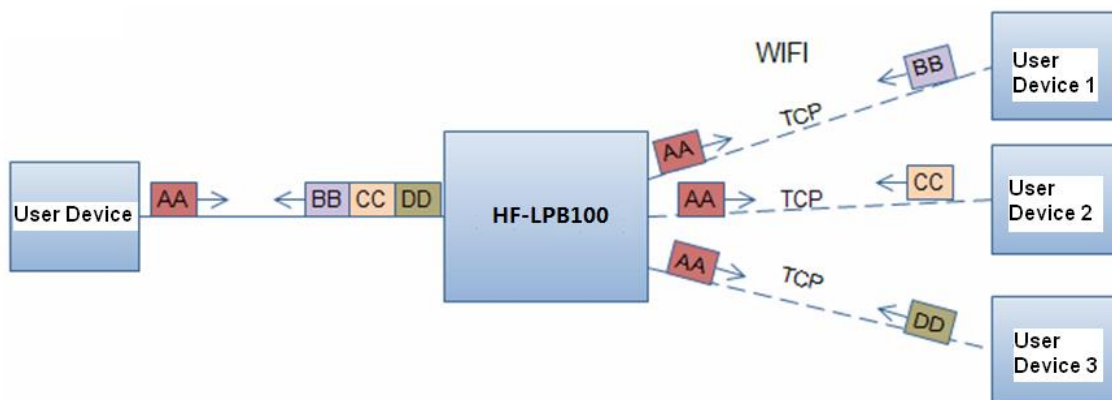 WIFI
BB
User
Device 1
TCP
AA
AA
BB CC DD
User Device
HF-LPB100
AA
TCP
CC
User
Device 2
AA
TCP
DD
User
Device 3